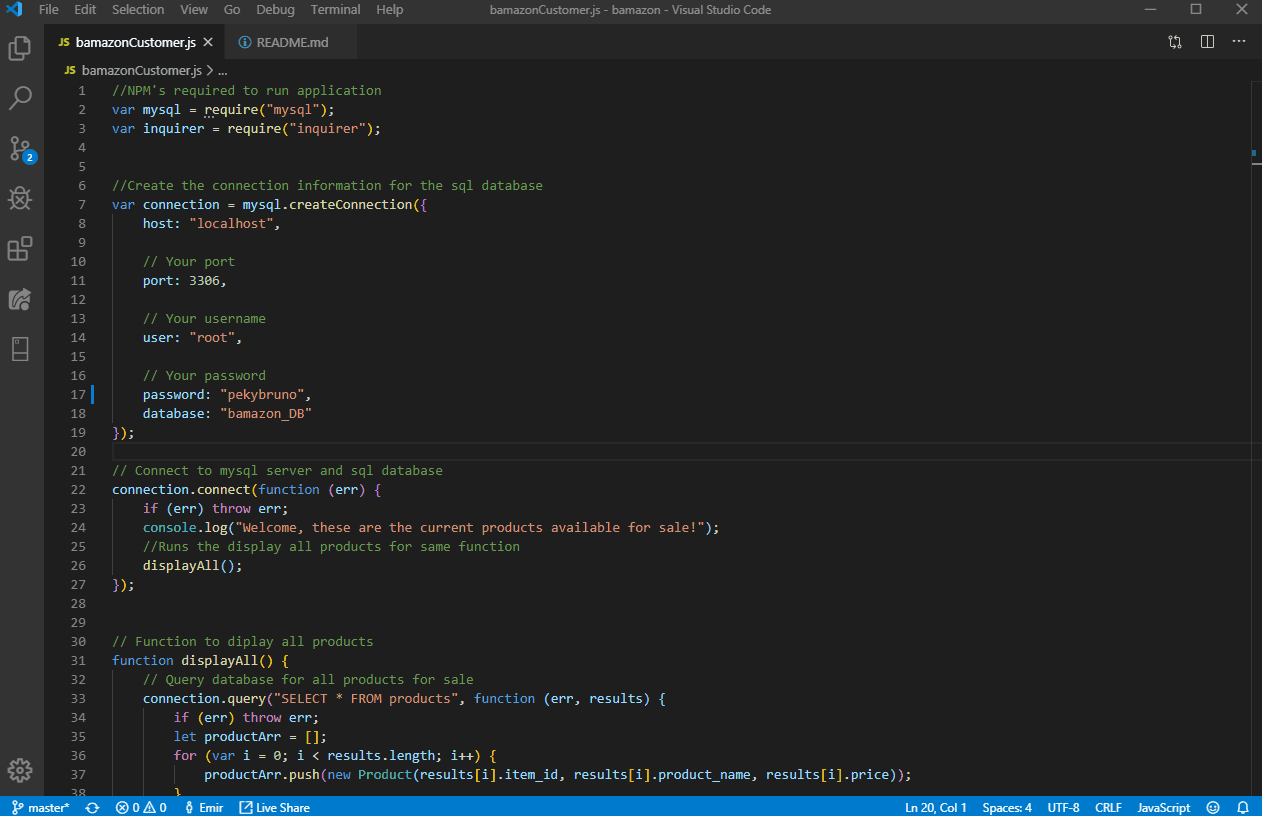 File Edit Selection View Go Debug Terminal Help bamazonCustomer.js - bamazon - Visual Studio Code
JS bamazonCustomer.js README.md
JS bamazonCustomer.js > ...
1 //NPM's required to run application
2 var mysql = require("mysql");
3 var inquirer = require("inquirer");
4
5
6 //Create the connection information for the sql database
7 var connection = mysql.createConnection({
8 host: "localhost",
9
10 // Your port
11 port: 3306,
12
13 // Your username
14 user: "root",
15
16 // Your password
17 password: "pekybruno",
18 database: "bamazon_DB"
19 });
20
21 // Connect to mysql server and sql database
22 connection.connect(function (err) {
23 if (err) throw err;
24 console.log("Welcome, these are the current products available for sale!");
25 //Runs the display all products for same function
26 displayAll();
27 });
28
29
30 // Function to diplay all products
31 function displayAll() {
32 // Query database for all products for sale
33 connection.query("SELECT * FROM products", function (err, results) {
34 if (err) throw err;
35 let productArr = [];
36 for (var i = 0; i < results.length; i++) {
37 productArr.push(new Product(results[i].item_id, results[i].product_name, results[i].price));
38 }
2
master* 0 0 Emir Live Share Ln 20, Col 1 Spaces: 4 UTF-8 CRLF JavaScript